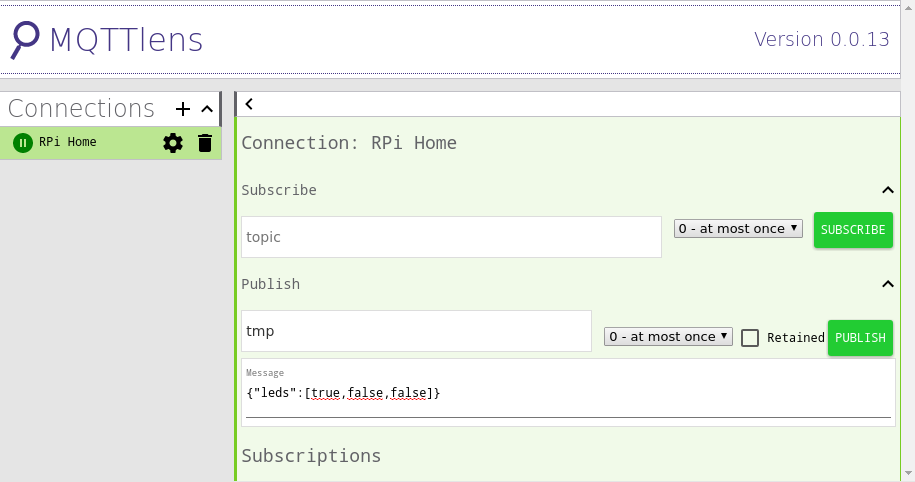 MQTTlens
Version 0.0.13
Connections
RPi Home
Connection: RPi Home
Subscribe
topic
0 - at most once
SUBSCRIBE
Publish
tmp
0 - at most once
Retained
PUBLISH
Message
{"leds":[true,false,false]}
Subscriptions